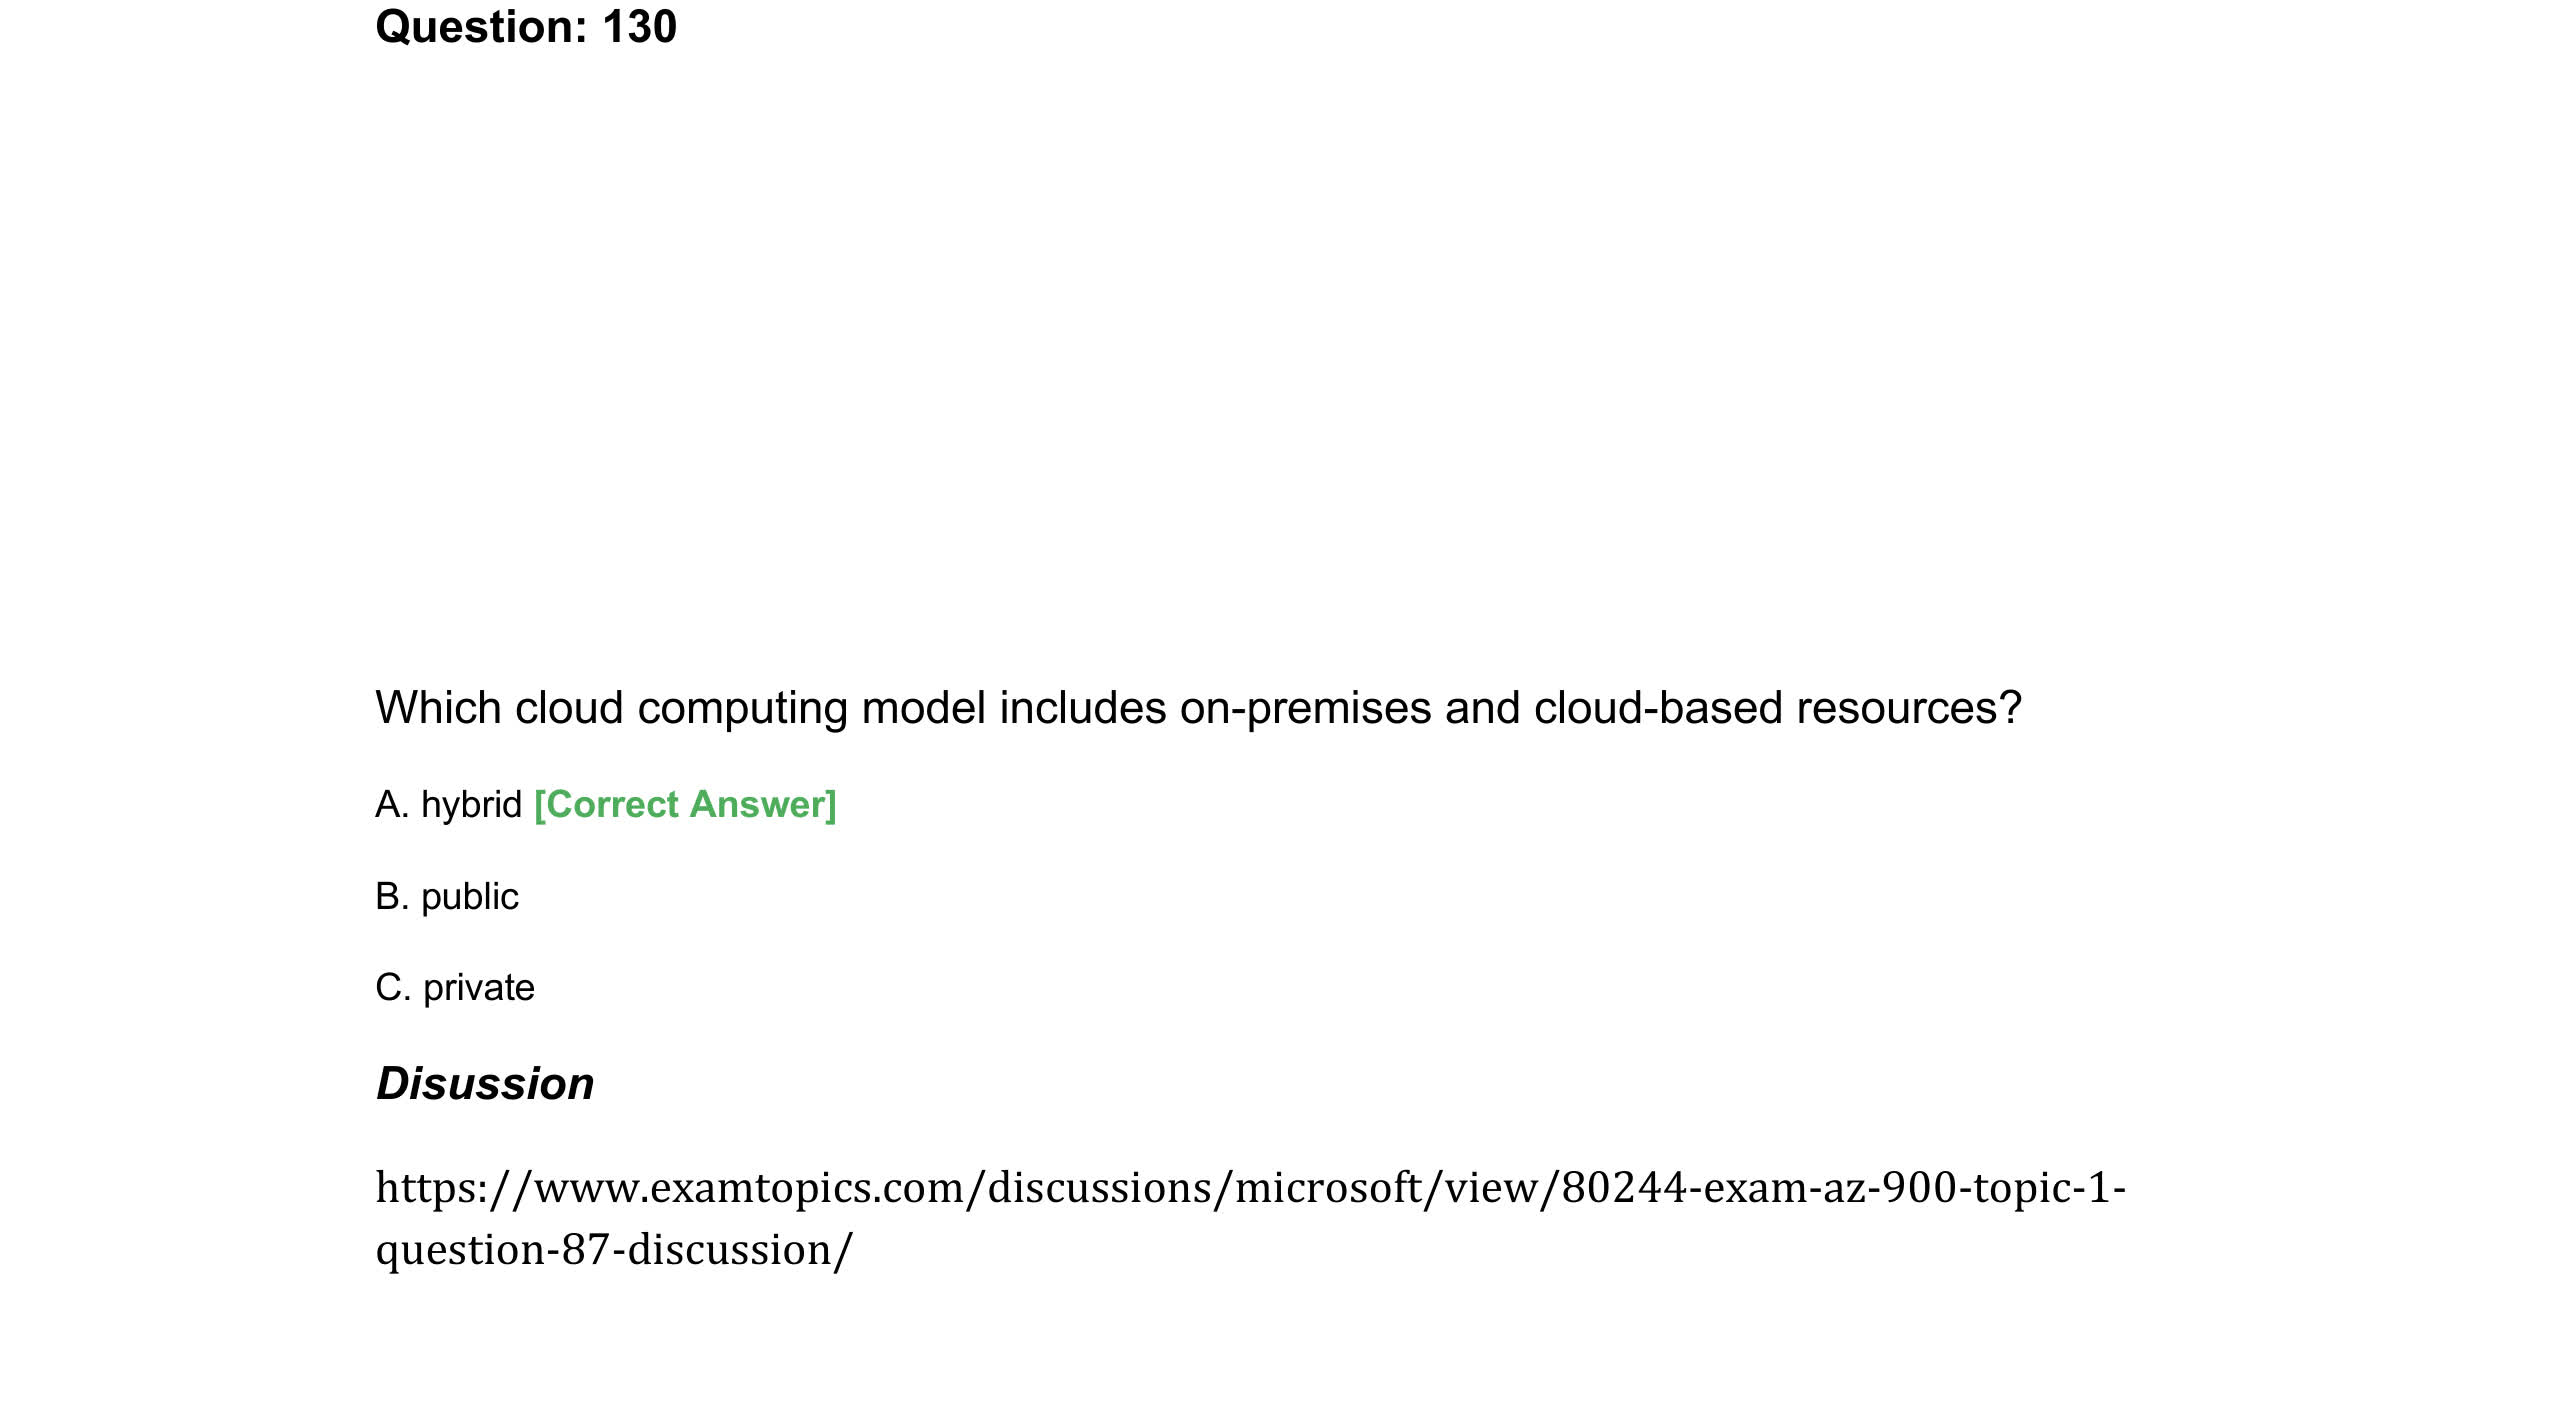 Question: 130
Which cloud computing model includes on-premises and cloud-based resources?
A. hybrid [Correct Answer]
B. public
C. private
Disussion
https://www.examtopics.com/discussions/microsoft/view/80244-exam-az-900-topic-1-
question-87-discussion/